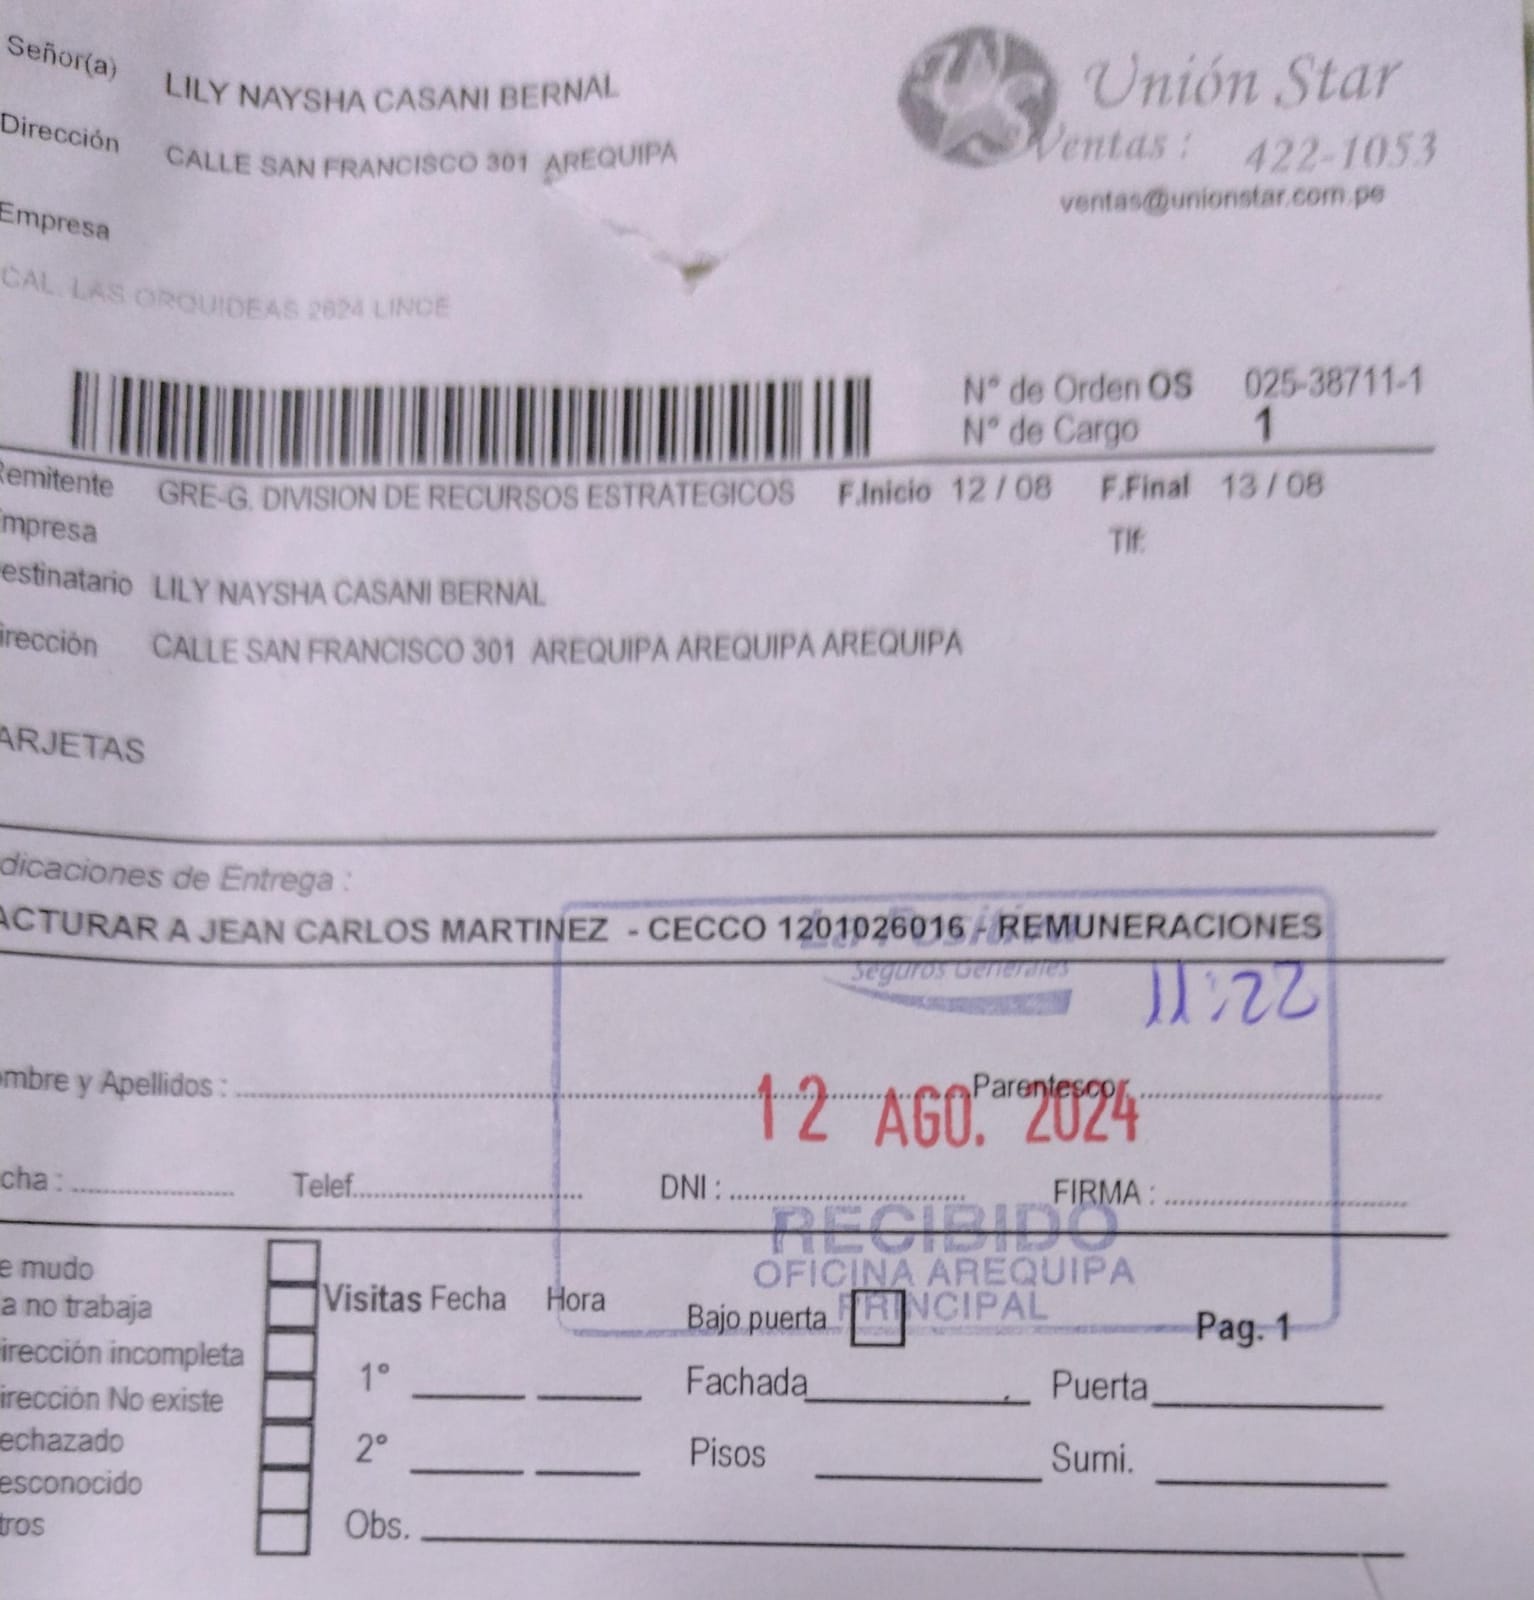 Señor(a) LILY NAYSHA CASANI BERNAL
Unión Star
Dirección CALLE SAN FRANCISCO 301 AREQUIPA
Ventas : 422-1053
ventas@unionstar.com.pe
Empresa
CAL. LAS ORQUIDEAS 2624 LINCE
N° de Orden OS 025-38711-1
N° de Cargo 1
Remitente GRE-G. DIVISION DE RECURSOS ESTRATEGICOS F.Inicio 12 / 08 F.Final 13 / 08
mpresa
Tlf:
estinatario LILY NAYSHA CASANI BERNAL
irección CALLE SAN FRANCISCO 301 AREQUIPA AREQUIPA AREQUIPA
ARJETAS
dicaciones de Entrega :
ACTURAR A JEAN CARLOS MARTINEZ - CECCO 1201026016 - REMUNERACIONES
La Positiva
Seguros Generales
11:22
ombre y Apellidos : Parentesco
12 AGO. 2024
cha : Telef. DNI : FIRMA :
RECIBIDO
OFICINA AREQUIPA
PRINCIPAL
e mudo
a no trabaja
Visitas Fecha Hora
Bajo puerta
Pag. 1
irección incompleta
1° Fachada Puerta
irección No existe
echazado
2° Pisos Sumi.
esconocido
tros
Obs.